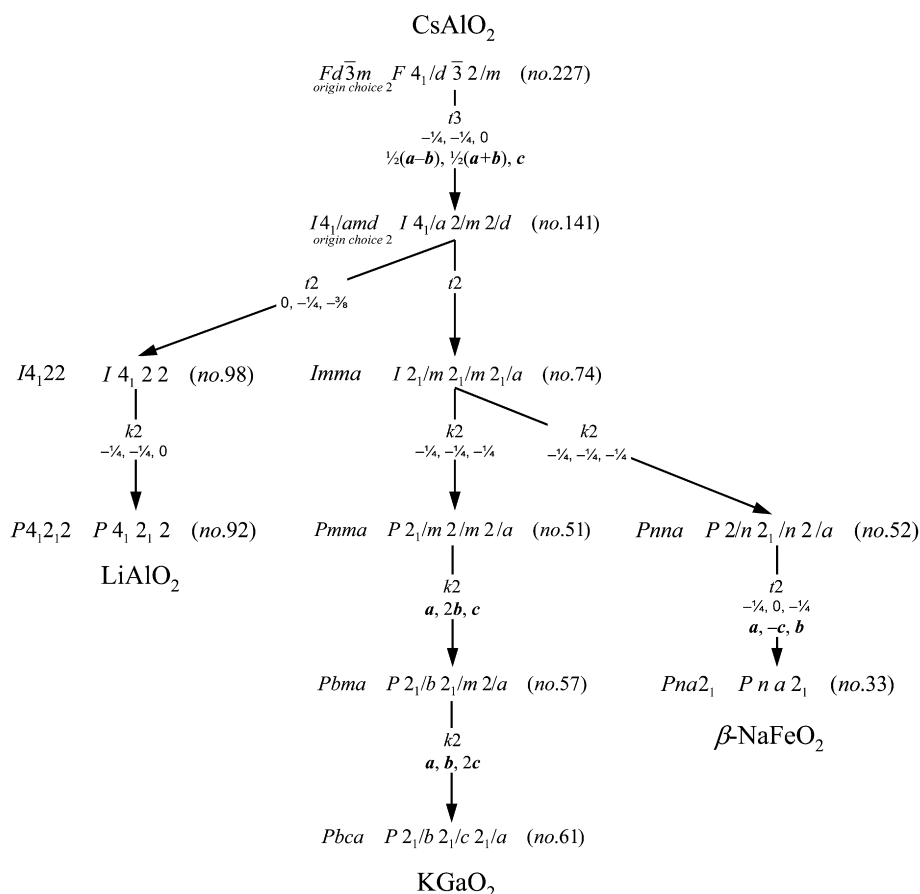 CsAlO₂
Fd3̅m F 4₁/d 3̅ 2/m (no.227)
origin choice 2
t3
–¼, –¼, 0
½(a–b), ½(a+b), c
I4₁/amd I 4₁/a 2/m 2/d (no.141)
origin choice 2
t2 t2
0, –¼, –⅜
I4₁22 I 4₁ 2 2 (no.98) Imma I 2₁/m 2₁/m 2₁/a (no.74)
k2 k2 k2
–¼, –¼, 0 –¼, –¼, –¼ –¼, –¼, –¼
P4₁2₁2 P 4₁ 2₁ 2 (no.92) Pmma P 2₁/m 2/m 2/a (no.51) Pnna P 2/n 2₁/n 2/a (no.52)
LiAlO₂
k2 t2
a, 2b, c –¼, 0, –¼
a, –c, b
Pbma P 2₁/b 2₁/m 2/a (no.57) Pna2₁ P n a 2₁ (no.33)
β-NaFeO₂
k2
a, b, 2c
Pbca P 2₁/b 2₁/c 2₁/a (no.61)
KGaO₂